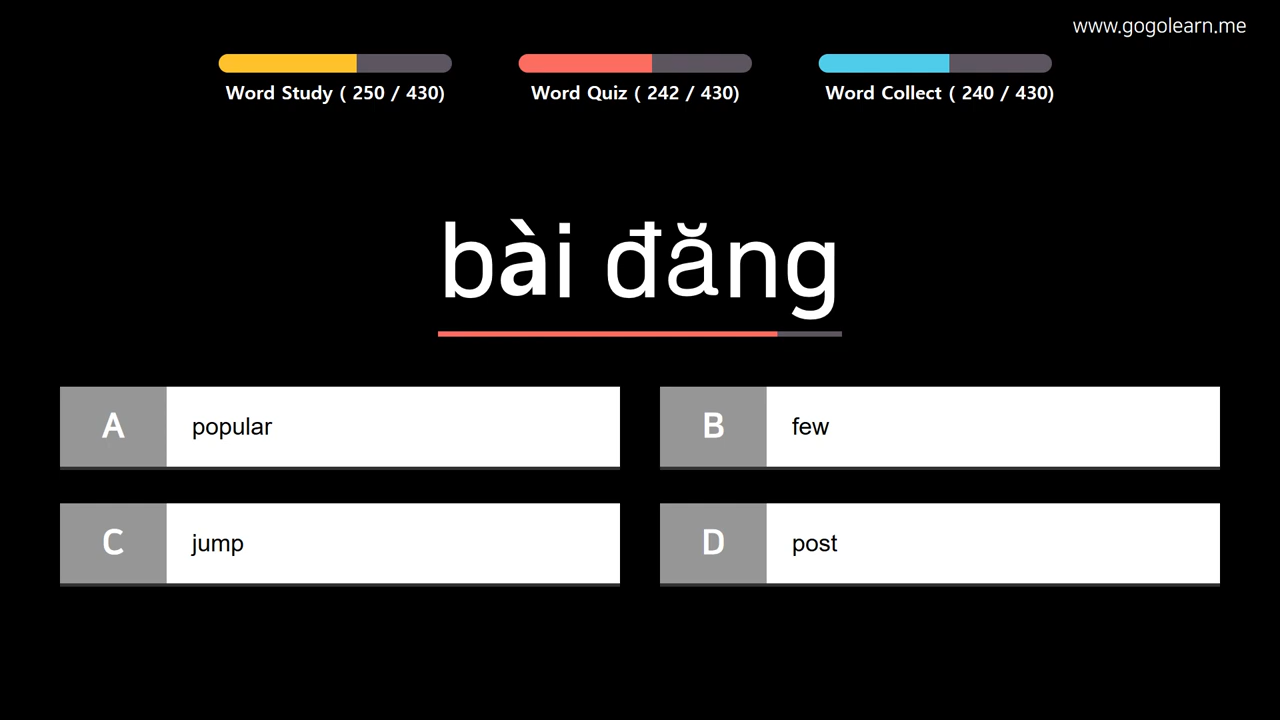 www.gogolearn.me
Word Study ( 250 / 430)
Word Quiz ( 242 / 430)
Word Collect ( 240 / 430)
bài đăng
A popular
B few
C jump
D post